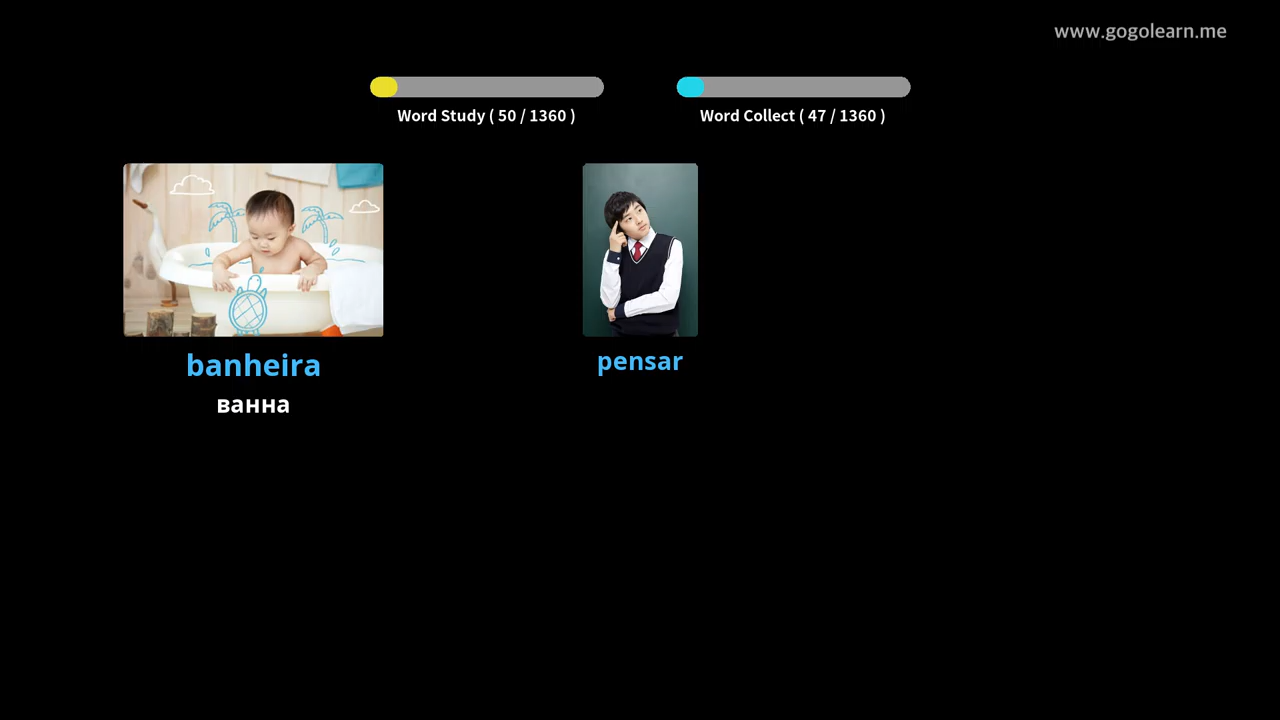 www.gogolearn.me
Word Study ( 50 / 1360 )
Word Collect ( 47 / 1360 )
banheira
ванна
pensar